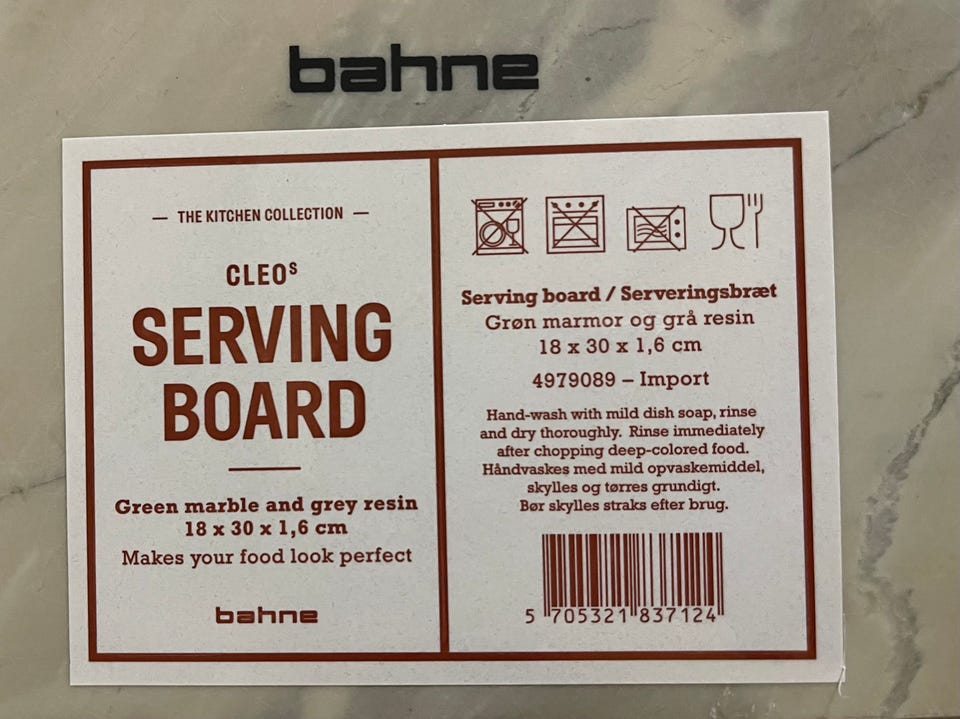 bahne
— THE KITCHEN COLLECTION —
CLEOS
SERVING
BOARD
Green marble and grey resin
18 x 30 x 1,6 cm
Makes your food look perfect
bahne
Serving board / Serveringsbræt
Grøn marmor og grå resin
18 x 30 x 1,6 cm
4979089 – Import
Hand-wash with mild dish soap, rinse
and dry thoroughly. Rinse immediately
after chopping deep-colored food.
Håndvaskes med mild opvaskemiddel,
skylles og tørres grundigt.
Bør skylles straks efter brug.
5 705321 837124